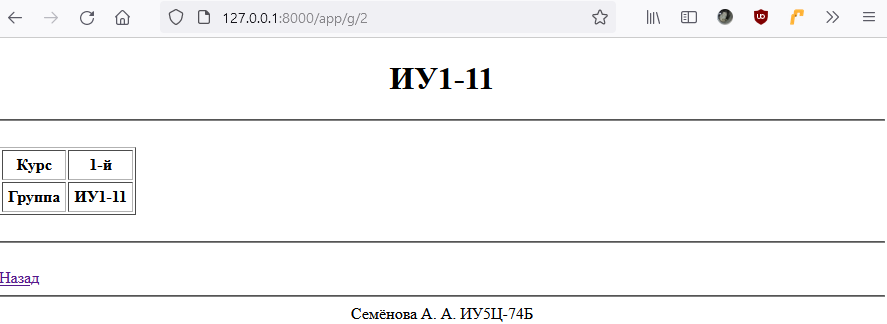 127.0.0.1:8000/app/g/2
ИУ1-11
Курс 1-й
Группа ИУ1-11
Назад
Семёнова А. А. ИУ5Ц-74Б